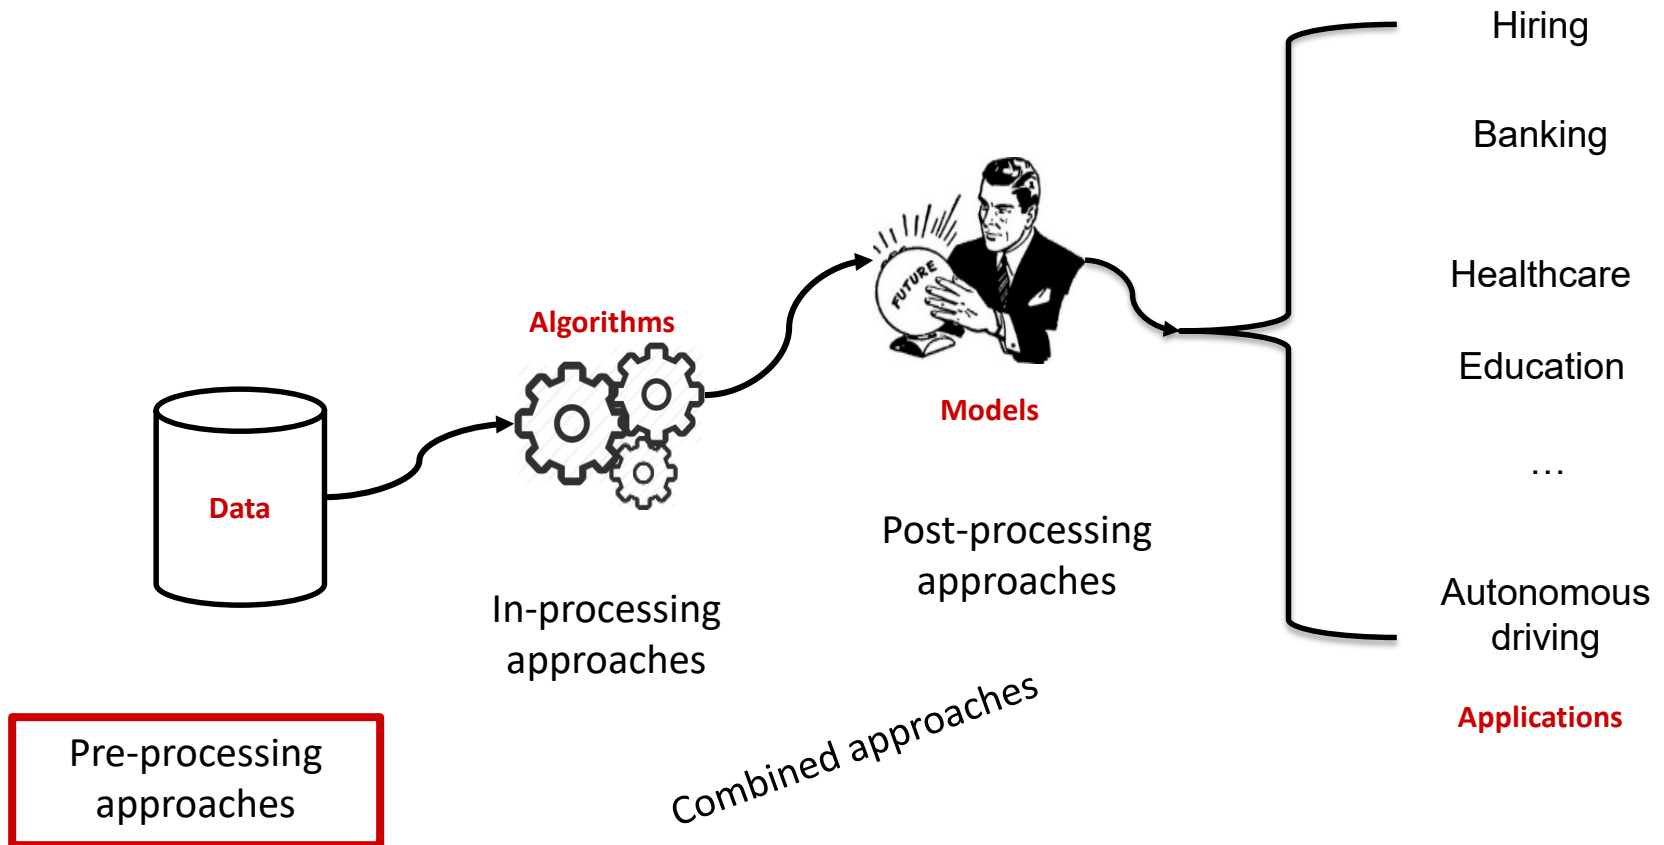 Hiring
Banking
Healthcare
Education
…
Autonomous
driving
Applications
FUTURE
Models
Post-processing
approaches
Algorithms
In-processing
approaches
Data
Pre-processing
approaches
Combined approaches